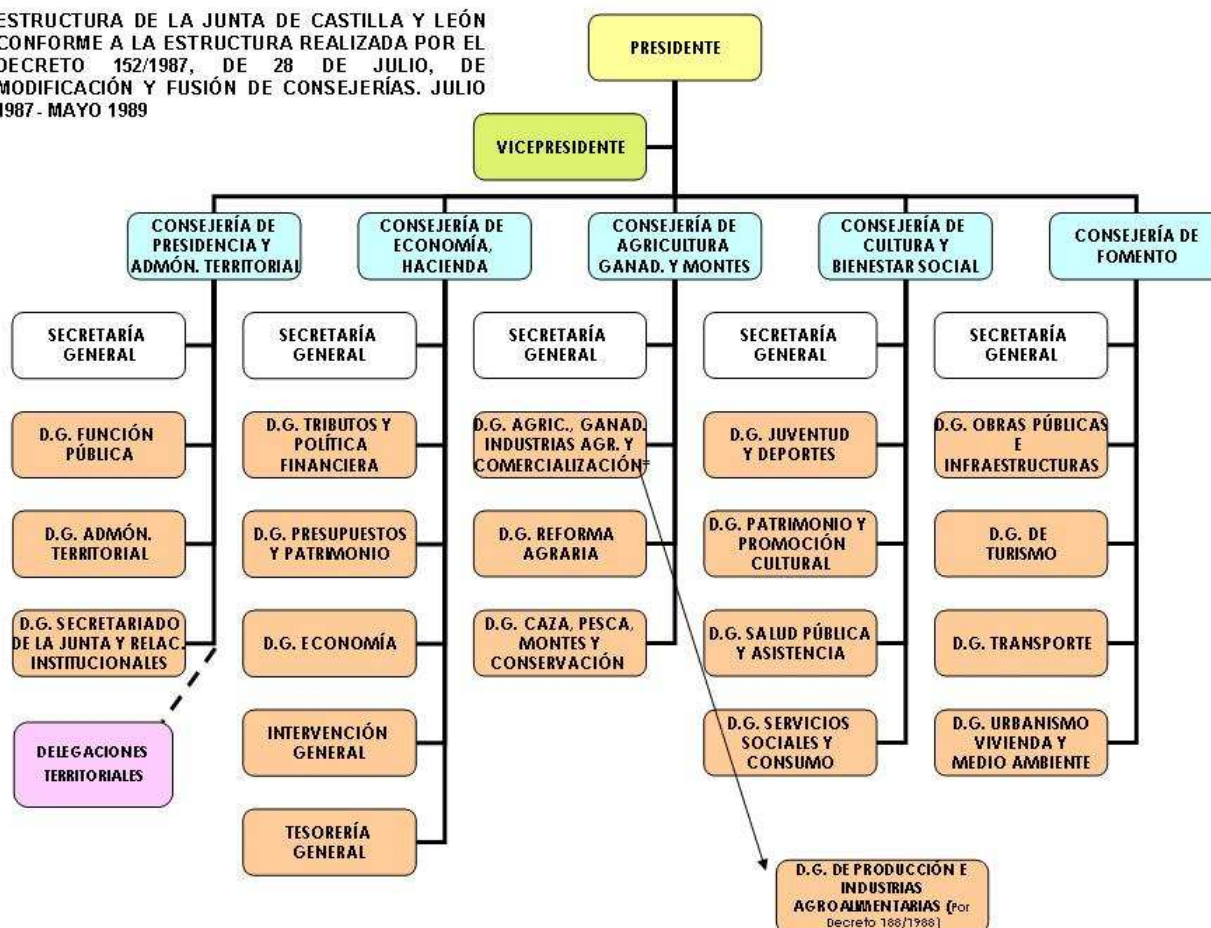 ESTRUCTURA DE LA JUNTA DE CASTILLA Y LEÓN
CONFORME A LA ESTRUCTURA REALIZADA POR EL
DECRETO 152/1987, DE 28 DE JULIO, DE
MODIFICACIÓN Y FUSIÓN DE CONSEJERÍAS. JULIO
1987 - MAYO 1989
PRESIDENTE
VICEPRESIDENTE
CONSEJERÍA DE
PRESIDENCIA Y
ADMÓN. TERRITORIAL
CONSEJERÍA DE
ECONOMÍA,
HACIENDA
CONSEJERÍA DE
AGRICULTURA
GANAD. Y MONTES
CONSEJERÍA DE
CULTURA Y
BIENESTAR SOCIAL
CONSEJERÍA DE
FOMENTO
SECRETARÍA
GENERAL
SECRETARÍA
GENERAL
SECRETARÍA
GENERAL
SECRETARÍA
GENERAL
SECRETARÍA
GENERAL
D.G. FUNCIÓN
PÚBLICA
D.G. TRIBUTOS Y
POLÍTICA
FINANCIERA
D.G. AGRIC., GANAD.
INDUSTRIAS AGR. Y
COMERCIALIZACIÓN=
D.G. JUVENTUD
Y DEPORTES
D.G. OBRAS PÚBLICAS
E
INFRAESTRUCTURAS
D.G. ADMÓN.
TERRITORIAL
D.G. PRESUPUESTOS
Y PATRIMONIO
D.G. REFORMA
AGRARIA
D.G. PATRIMONIO Y
PROMOCIÓN
CULTURAL
D.G. DE
TURISMO
D.G. SECRETARIADO
DE LA JUNTA Y RELAC.
INSTITUCIONALES
D.G. ECONOMÍA
D.G. CAZA, PESCA,
MONTES Y
CONSERVACIÓN
D.G. SALUD PÚBLICA
Y ASISTENCIA
D.G. TRANSPORTE
DELEGACIONES
TERRITORIALES
INTERVENCIÓN
GENERAL
D.G. SERVICIOS
SOCIALES Y
CONSUMO
D.G. URBANISMO
VIVIENDA Y
MEDIO AMBIENTE
TESORERÍA
GENERAL
D.G. DE PRODUCCIÓN E
INDUSTRIAS
AGROALIMENTARIAS (Por
Decreto 188/1988)